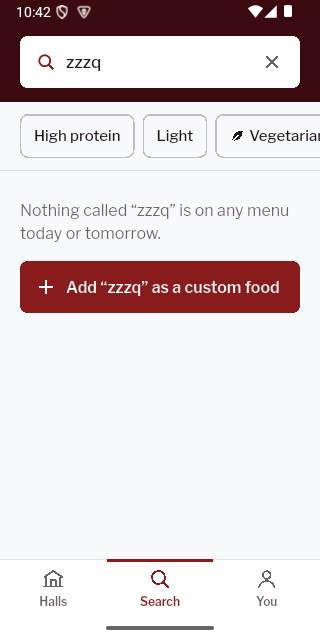 10:42
zzzq
High protein
Light
Nothing called “zzzq” is on any menu
today or tomorrow.
Add “zzzq” as a custom food
Halls
Search
You